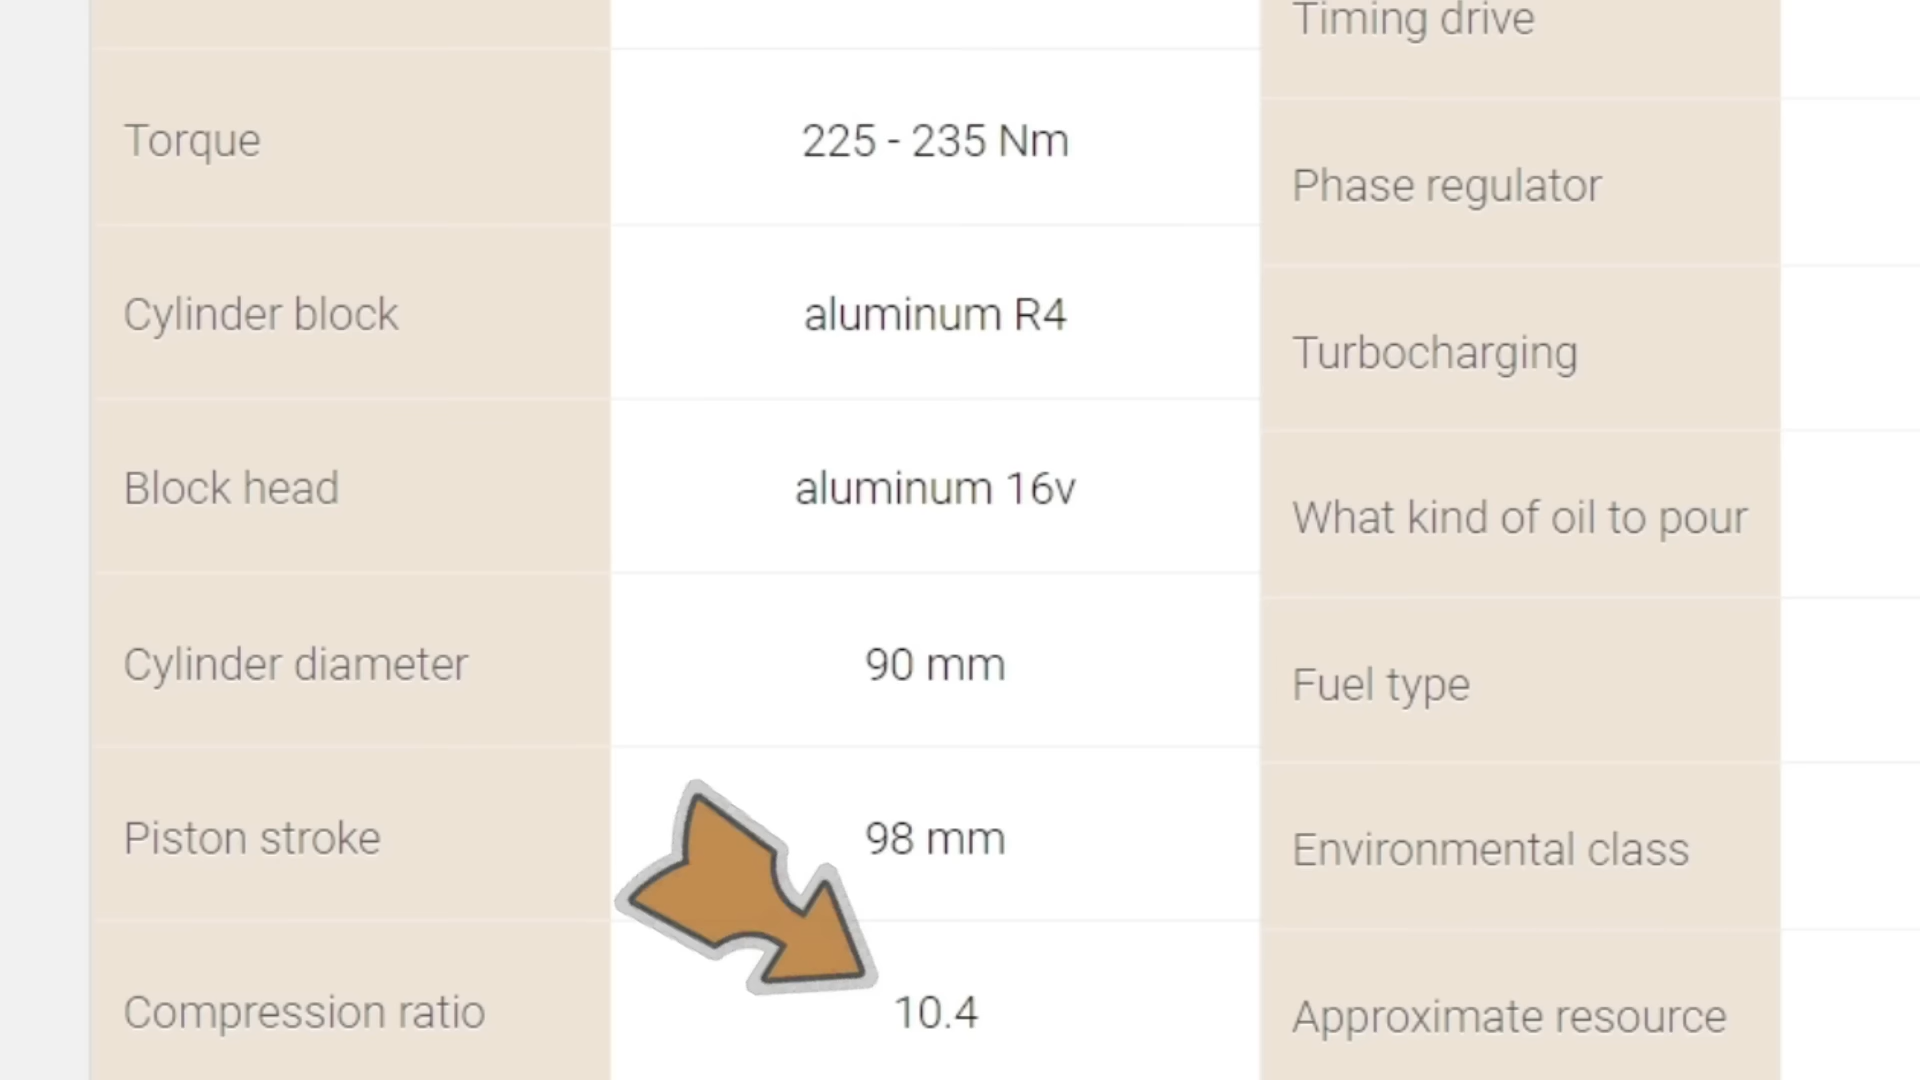 Torque 225 - 235 Nm
Cylinder block aluminum R4
Block head aluminum 16v
Cylinder diameter 90 mm
Piston stroke 98 mm
Compression ratio 10.4
Timing drive
Phase regulator
Turbocharging
What kind of oil to pour
Fuel type
Environmental class
Approximate resource